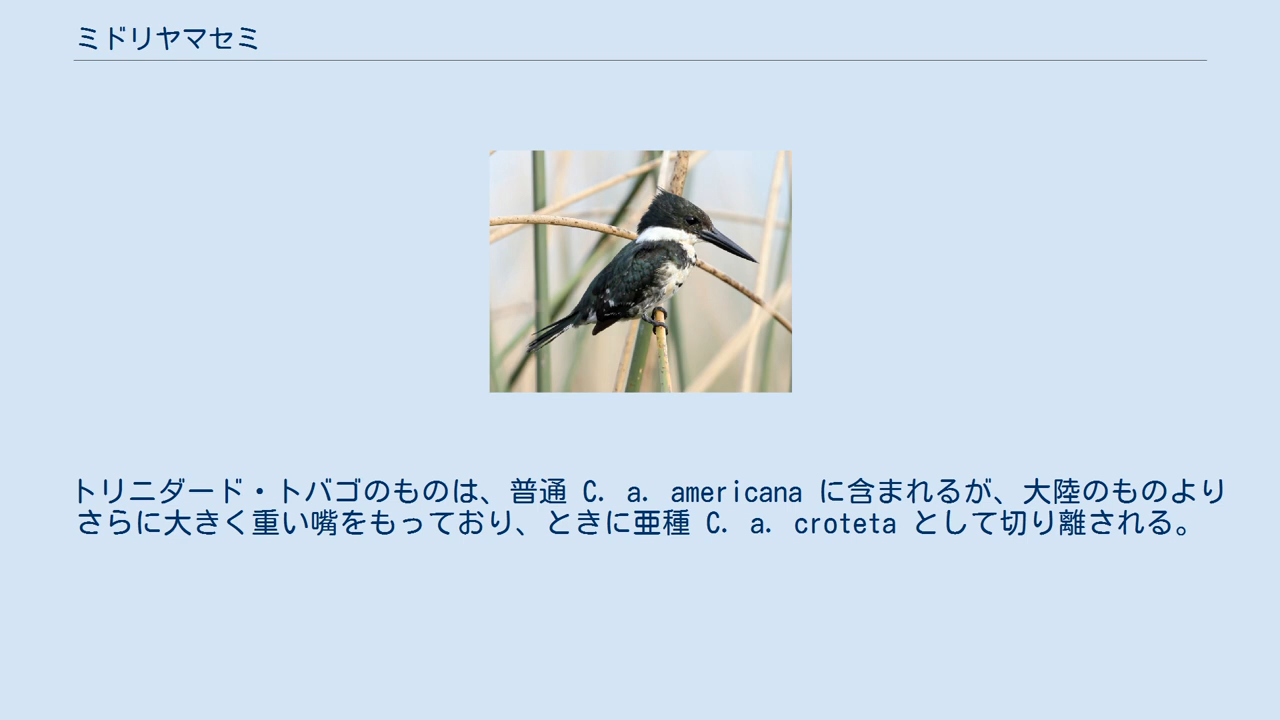 ミドリヤマセミ
トリニダード・トバゴのものは、普通 C. a. americana に含まれるが、大陸のものより
さらに大きく重い嘴をもっており、ときに亜種 C. a. croteta として切り離される。